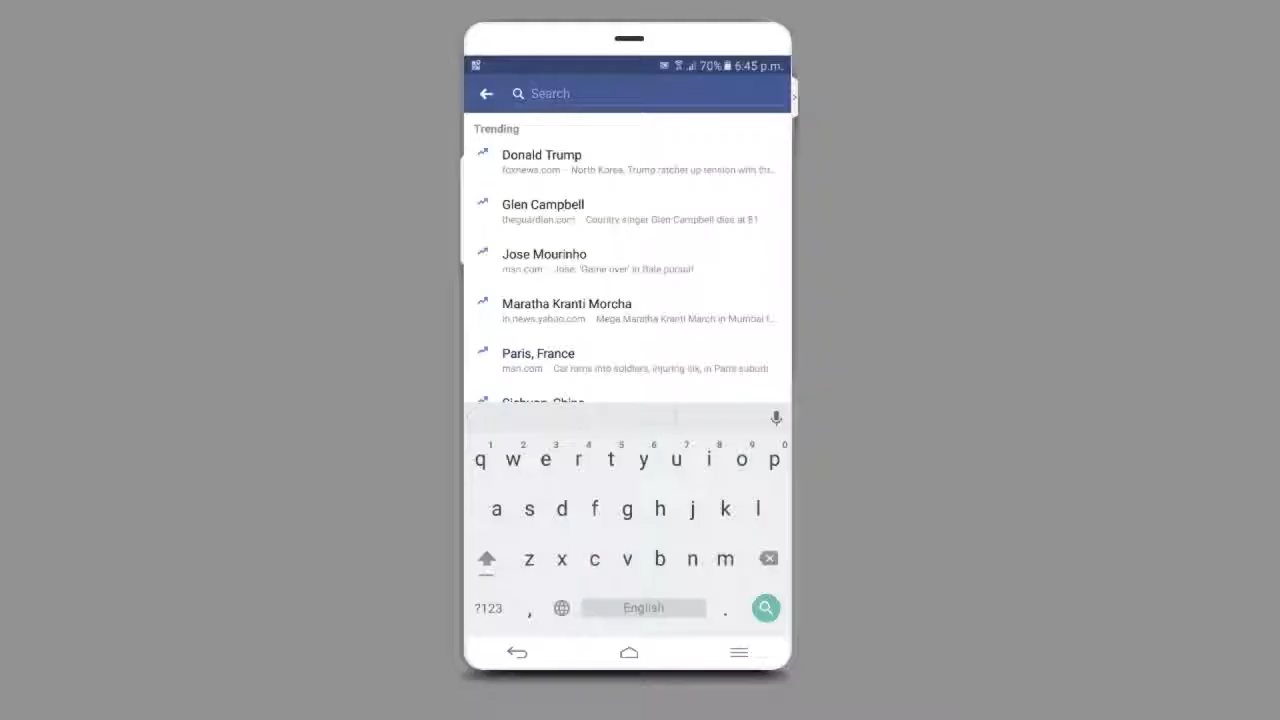 70% 6:45 p.m.
Search
Trending
Donald Trump
foxnews.com North Korea, Trump ratchet up tension with thr...
Glen Campbell
theguardian.com Country singer Glen Campbell dies at 81
Jose Mourinho
msn.com Jose: 'Game over' in Bale pursuit
Maratha Kranti Morcha
in.news.yahoo.com Mega Maratha Kranti March in Mumbai t...
Paris, France
msn.com Car rams into soldiers, injuring six, in Paris suburb
Sichuan, China
1 2 3 4 5 6 7 8 9 0
q w e r t y u i o p
a s d f g h j k l
z x c v b n m
?123 , English .